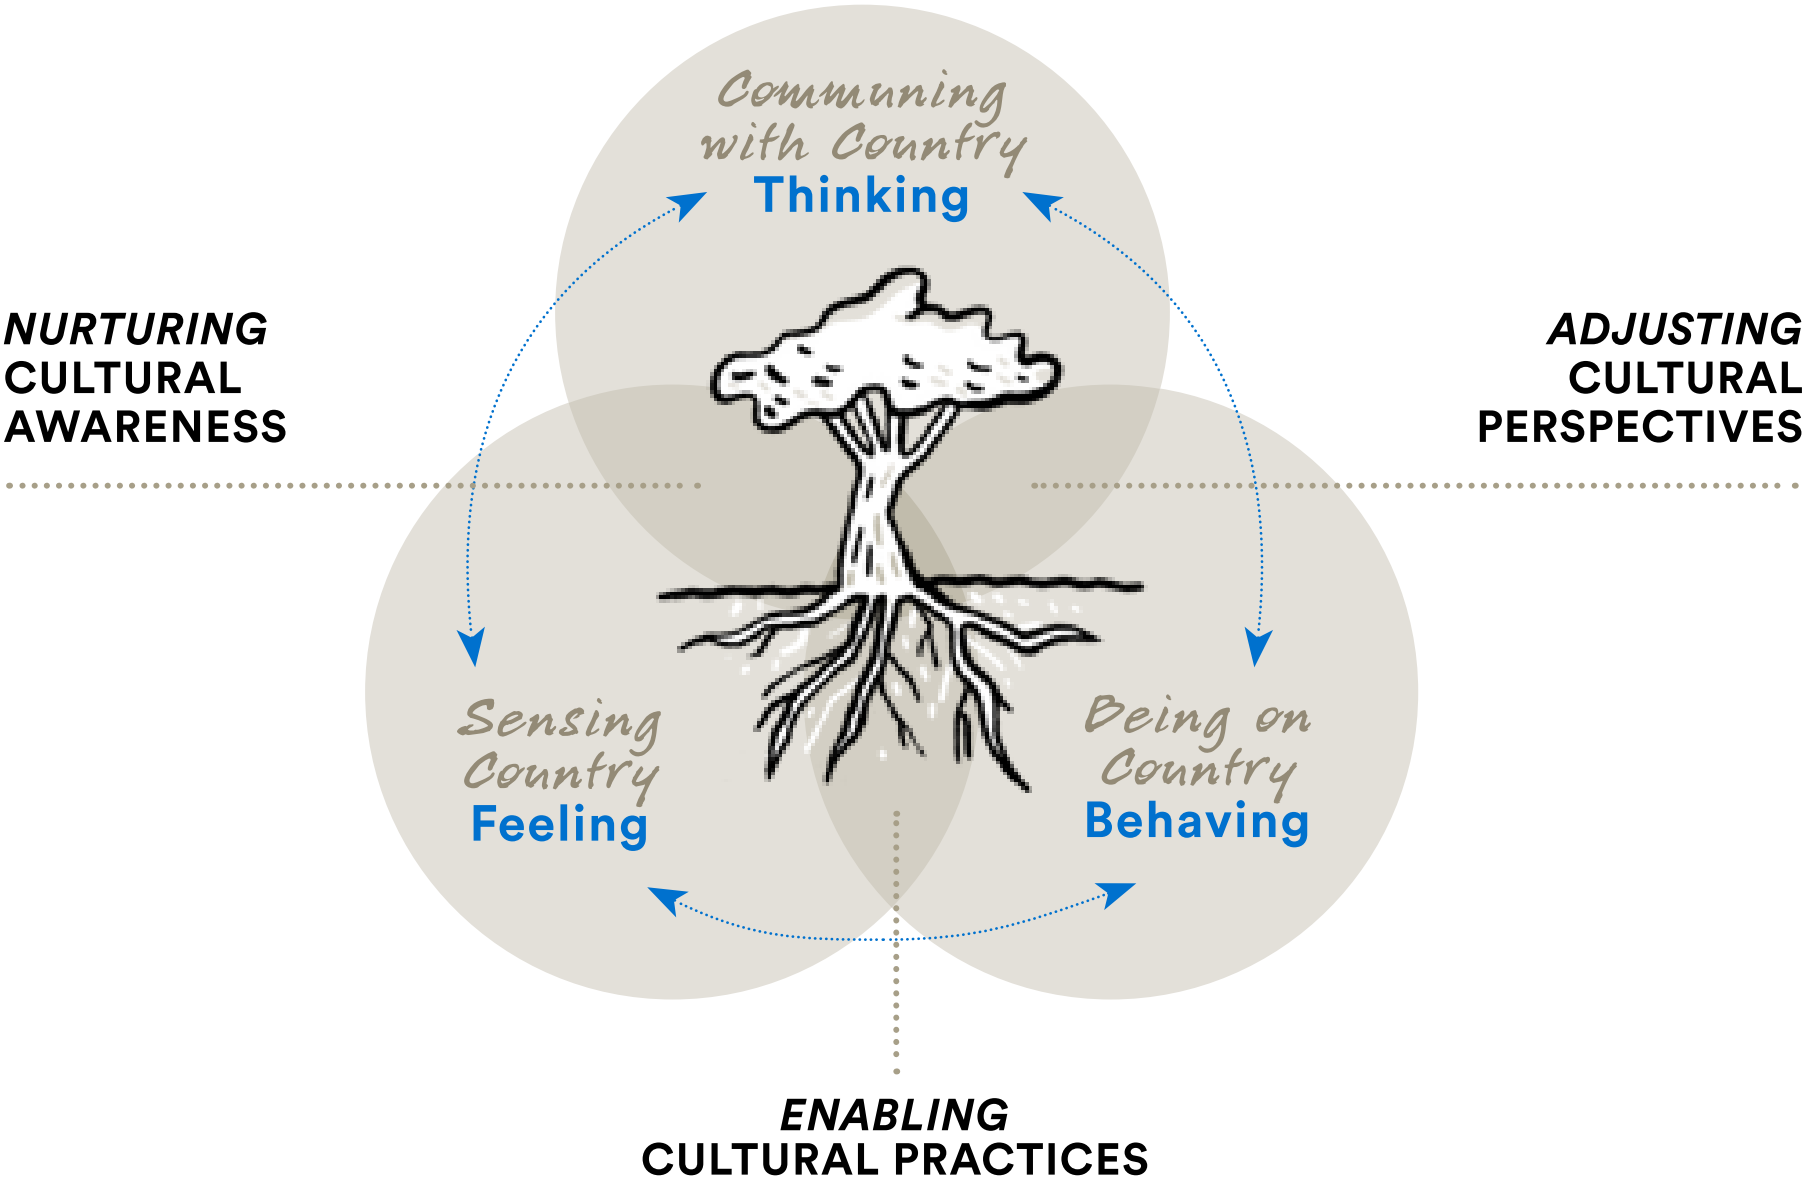 Communing
with Country
Thinking
NURTURING
CULTURAL
AWARENESS
ADJUSTING
CULTURAL
PERSPECTIVES
Sensing
Country
Feeling
Being on
Country
Behaving
ENABLING
CULTURAL PRACTICES